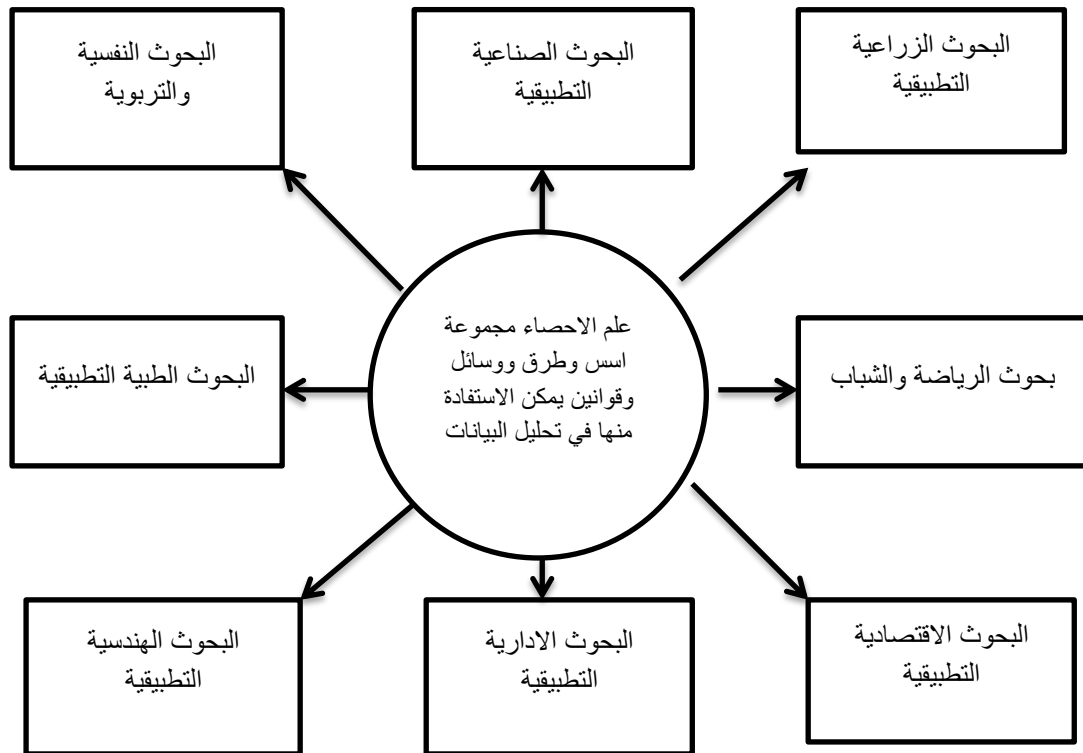 البحوث الزراعية
التطبيقية
البحوث الصناعية
التطبيقية
البحوث النفسية
والتربوية
علم الاحصاء مجموعة
اسس وطرق ووسائل
وقوانين يمكن الاستفادة
منها في تحليل البيانات
بحوث الرياضة والشباب
البحوث الطبية التطبيقية
البحوث الاقتصادية
التطبيقية
البحوث الادارية
التطبيقية
البحوث الهندسية
التطبيقية